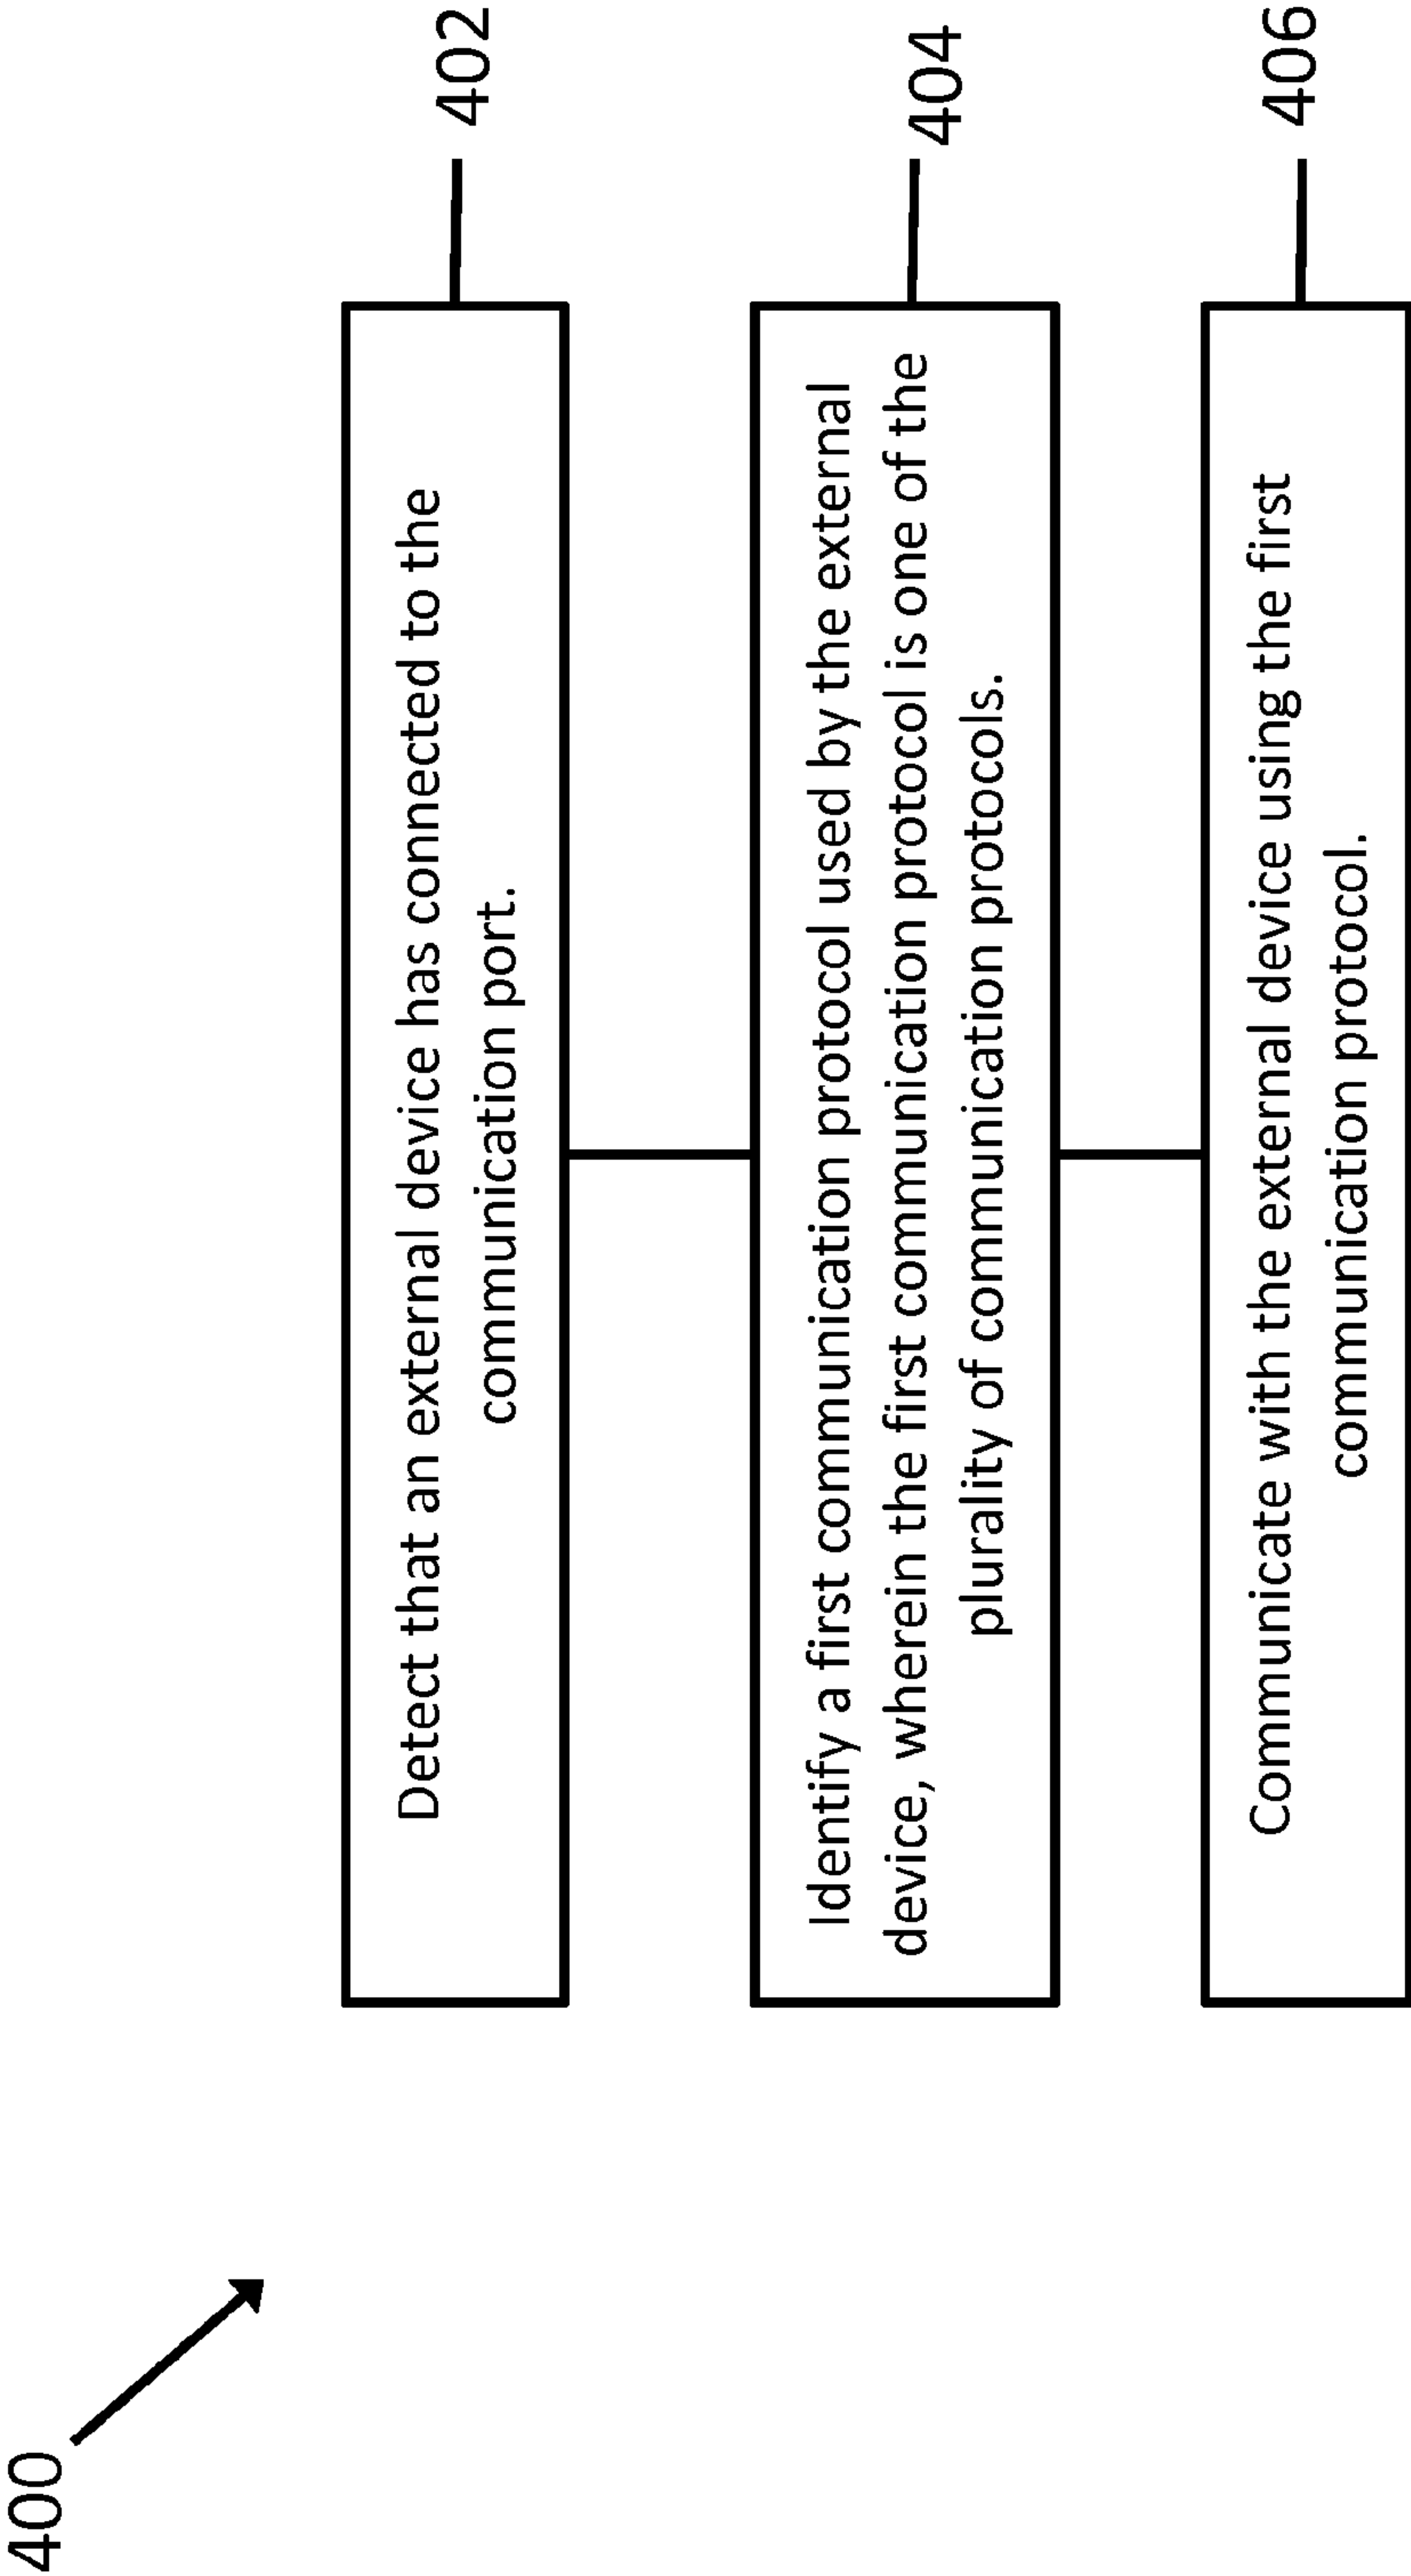 400
Detect that an external device has connected to the
communication port.
402
Identify a first communication protocol used by the external
device, wherein the first communication protocol is one of the
plurality of communication protocols.
404
Communicate with the external device using the first
communication protocol.
406